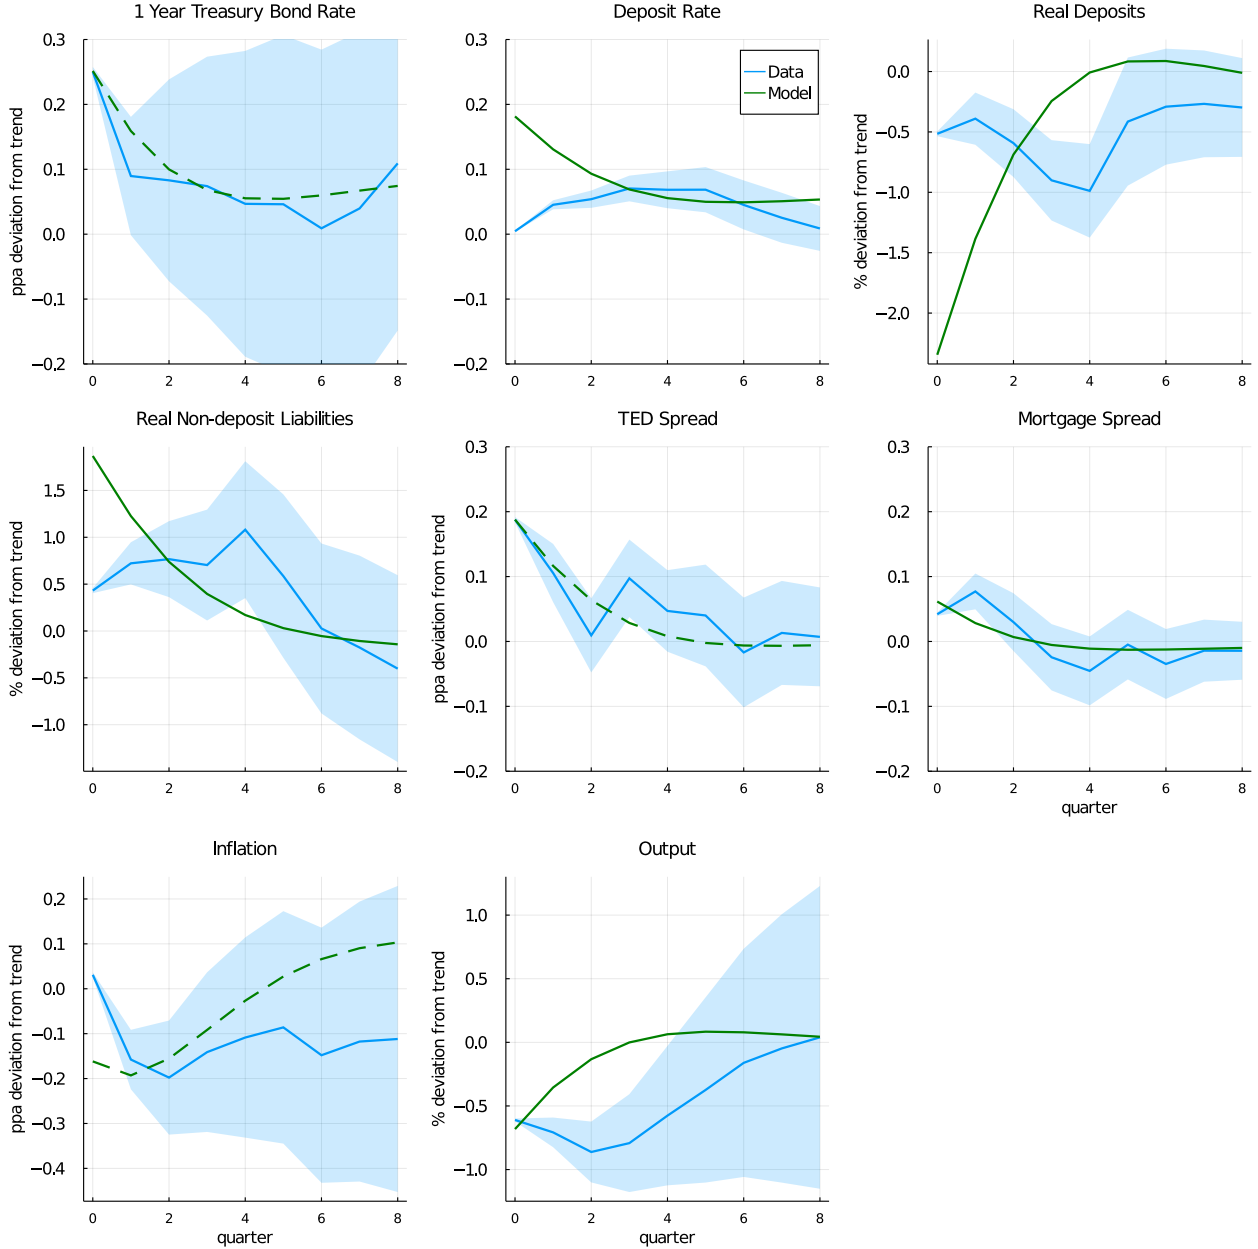 1 Year Treasury Bond Rate
ppa deviation from trend
0.3
0.2
0.1
0.0
−0.1
−0.2
0 2 4 6 8
Deposit Rate
Data
Model
0.3
0.2
0.1
0.0
−0.1
−0.2
0 2 4 6 8
Real Deposits
% deviation from trend
0.0
−0.5
−1.0
−1.5
−2.0
0 2 4 6 8
Real Non-deposit Liabilities
% deviation from trend
1.5
1.0
0.5
0.0
−0.5
−1.0
0 2 4 6 8
TED Spread
ppa deviation from trend
0.3
0.2
0.1
0.0
−0.1
−0.2
0 2 4 6 8
Mortgage Spread
0.3
0.2
0.1
0.0
−0.1
−0.2
0 2 4 6 8
quarter
Inflation
ppa deviation from trend
0.2
0.1
0.0
−0.1
−0.2
−0.3
−0.4
0 2 4 6 8
quarter
Output
% deviation from trend
1.0
0.5
0.0
−0.5
−1.0
0 2 4 6 8
quarter